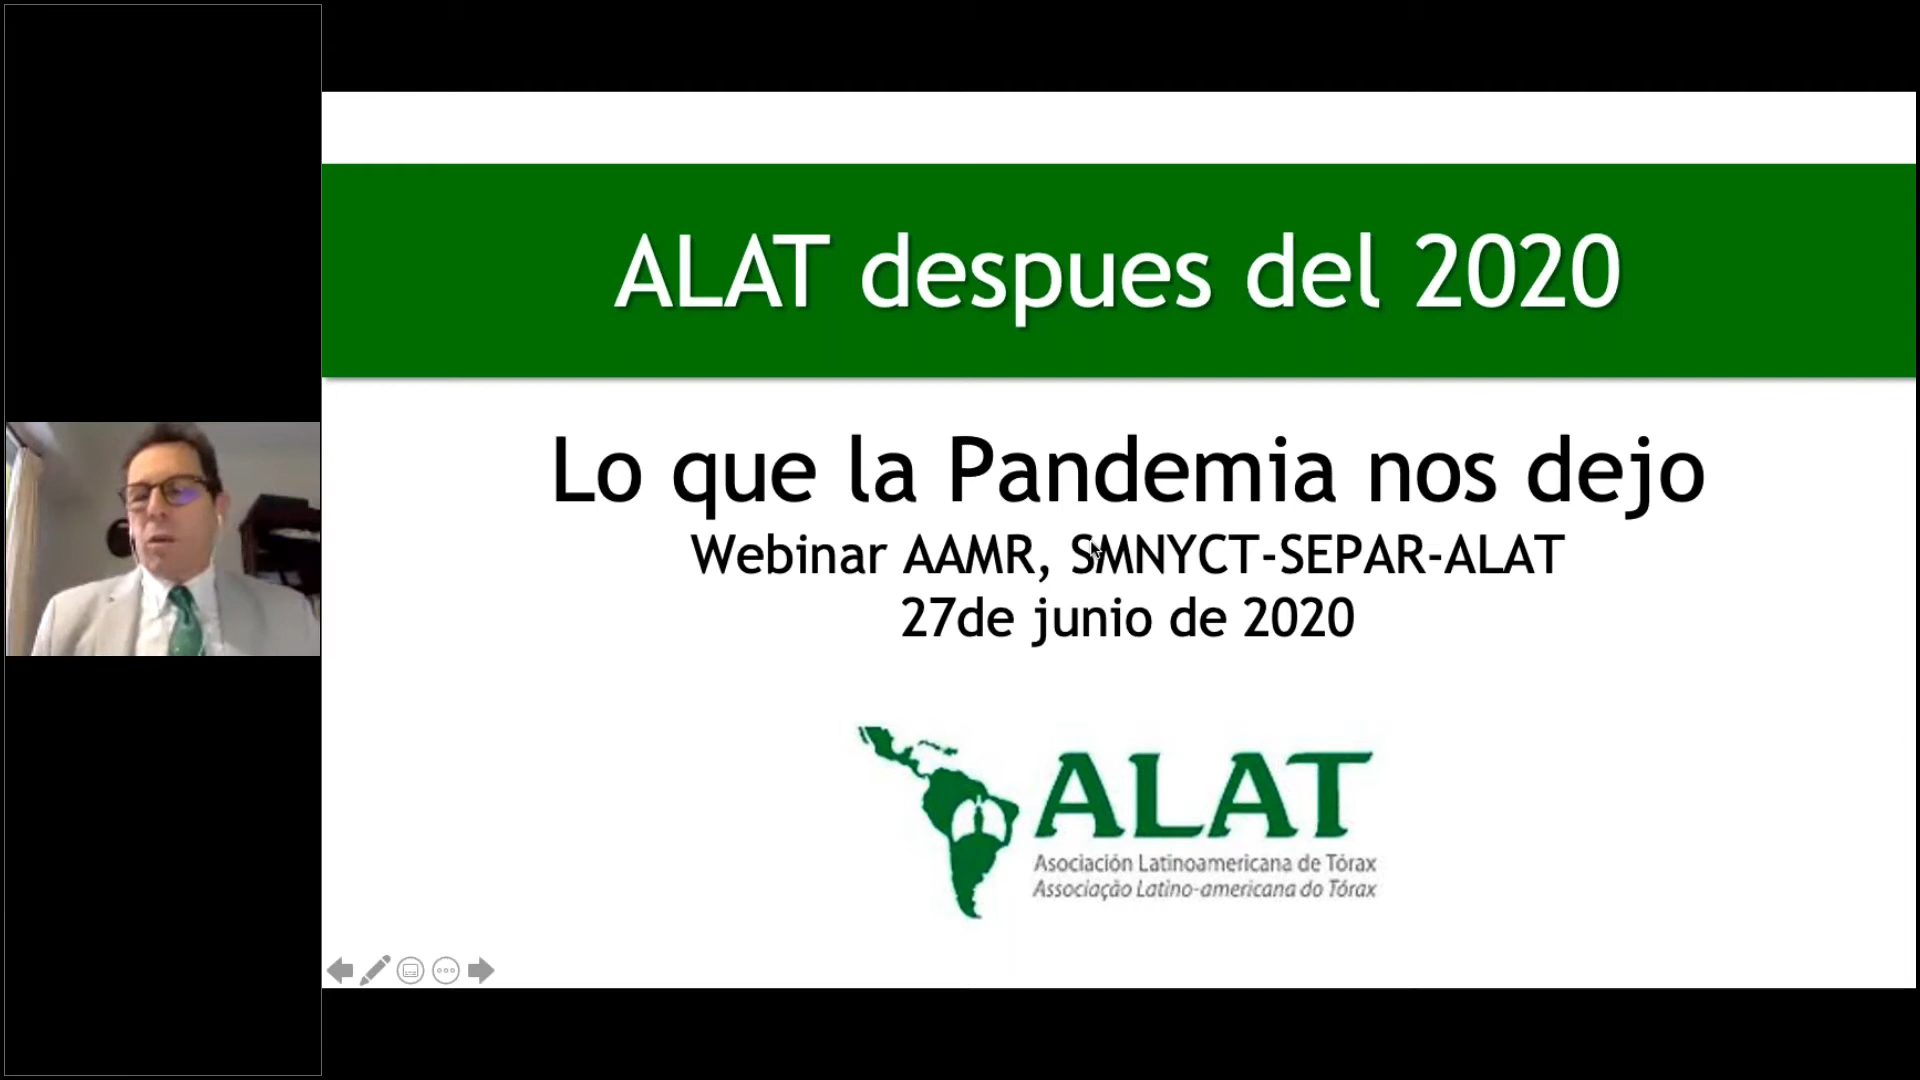 ALAT despues del 2020
Lo que la Pandemia nos dejo
Webinar AAMR, SMNYCT-SEPAR-ALAT
27de junio de 2020
ALAT
Asociación Latinoamericana de Tórax
Associação Latino-americana do Tórax